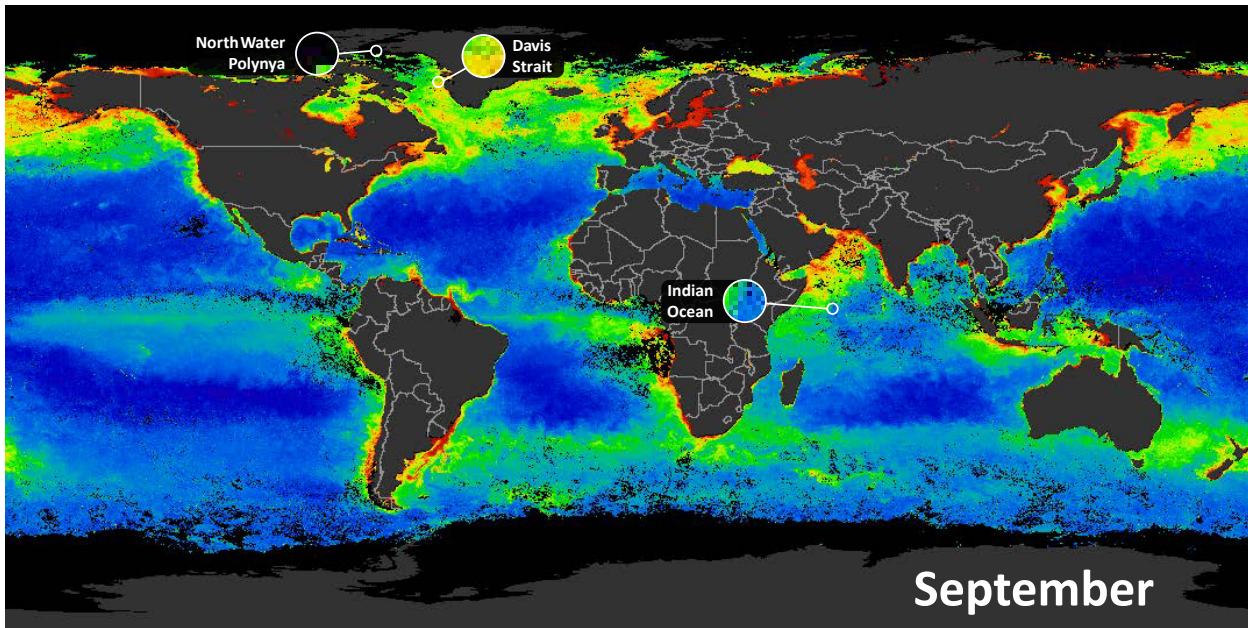 North Water
Polynya
Davis
Strait
Indian
Ocean
September